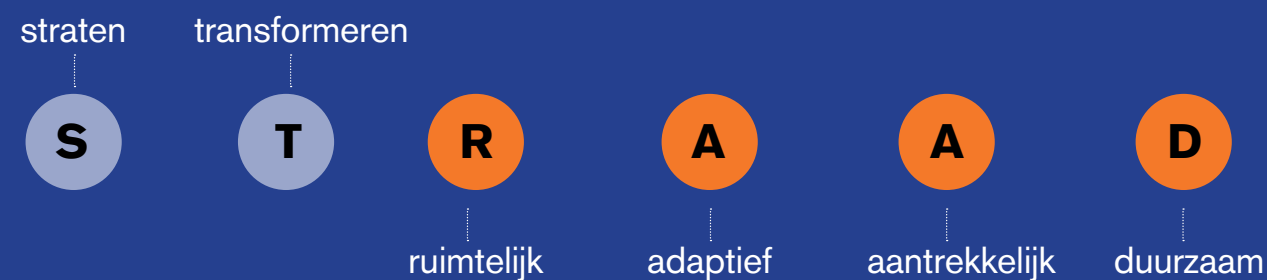 straten transformeren
S T R A A D
ruimtelijk adaptief aantrekkelijk duurzaam